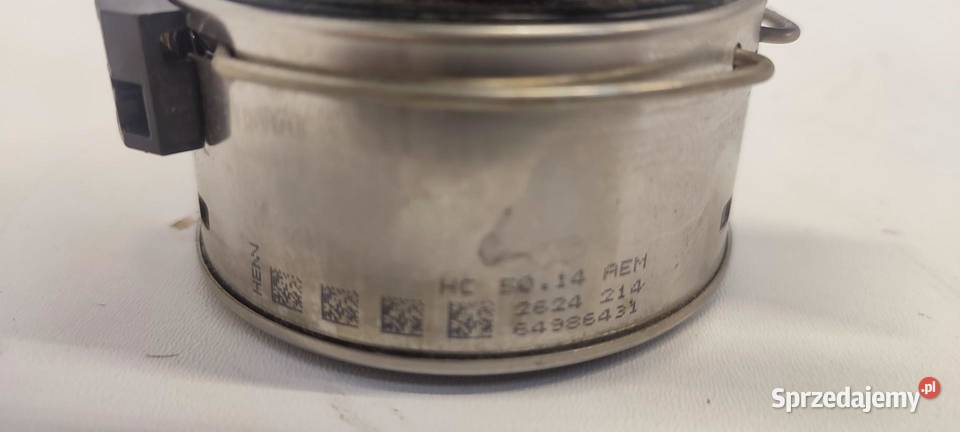 HENN
HC 50.14 AEM
2624 214
64986431
Sprzedajemy.pl